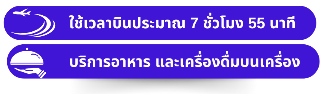 ใช้เวลาบินประมาณ 7 ชั่วโมง 55 นาที
บริการอาหาร และเครื่องดื่มบนเครื่อง